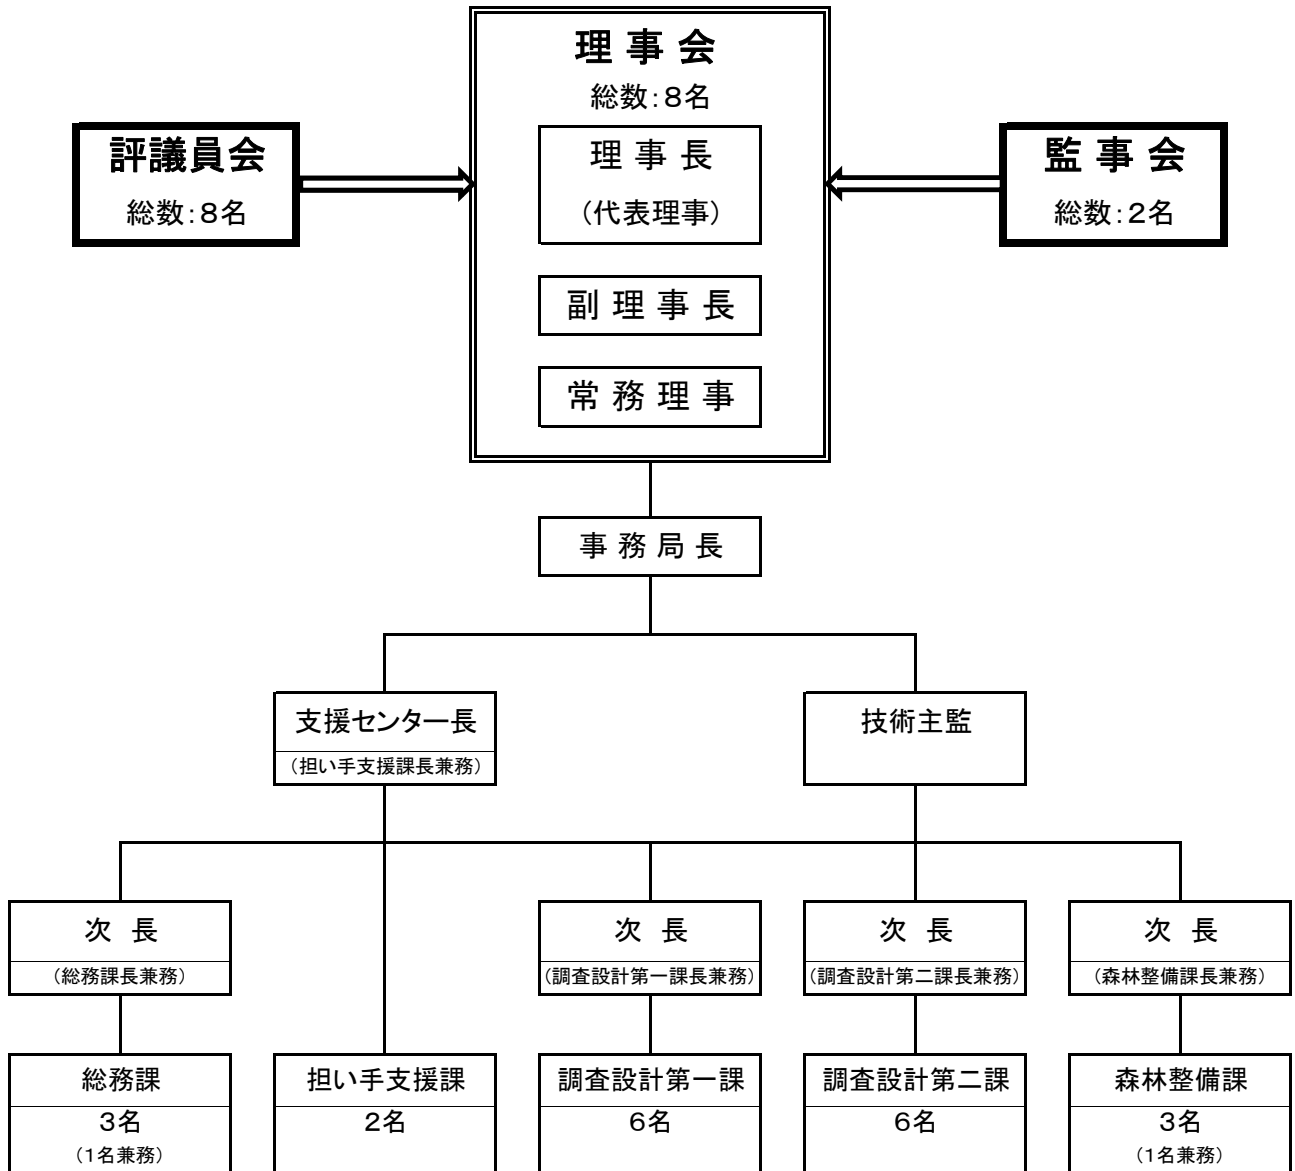 理 事 会
総数:8名
評議員会
総数:8名
理 事 長
(代表理事)
監 事 会
総数:2名
副 理 事 長
常 務 理 事
事 務 局 長
支援センター長
(担い手支援課長兼務)
技術主監
次 長
(総務課長兼務)
次 長
(調査設計第一課長兼務)
次 長
(調査設計第二課長兼務)
次 長
(森林整備課長兼務)
総務課
3名
(1名兼務)
担い手支援課
2名
調査設計第一課
6名
調査設計第二課
6名
森林整備課
3名
(1名兼務)